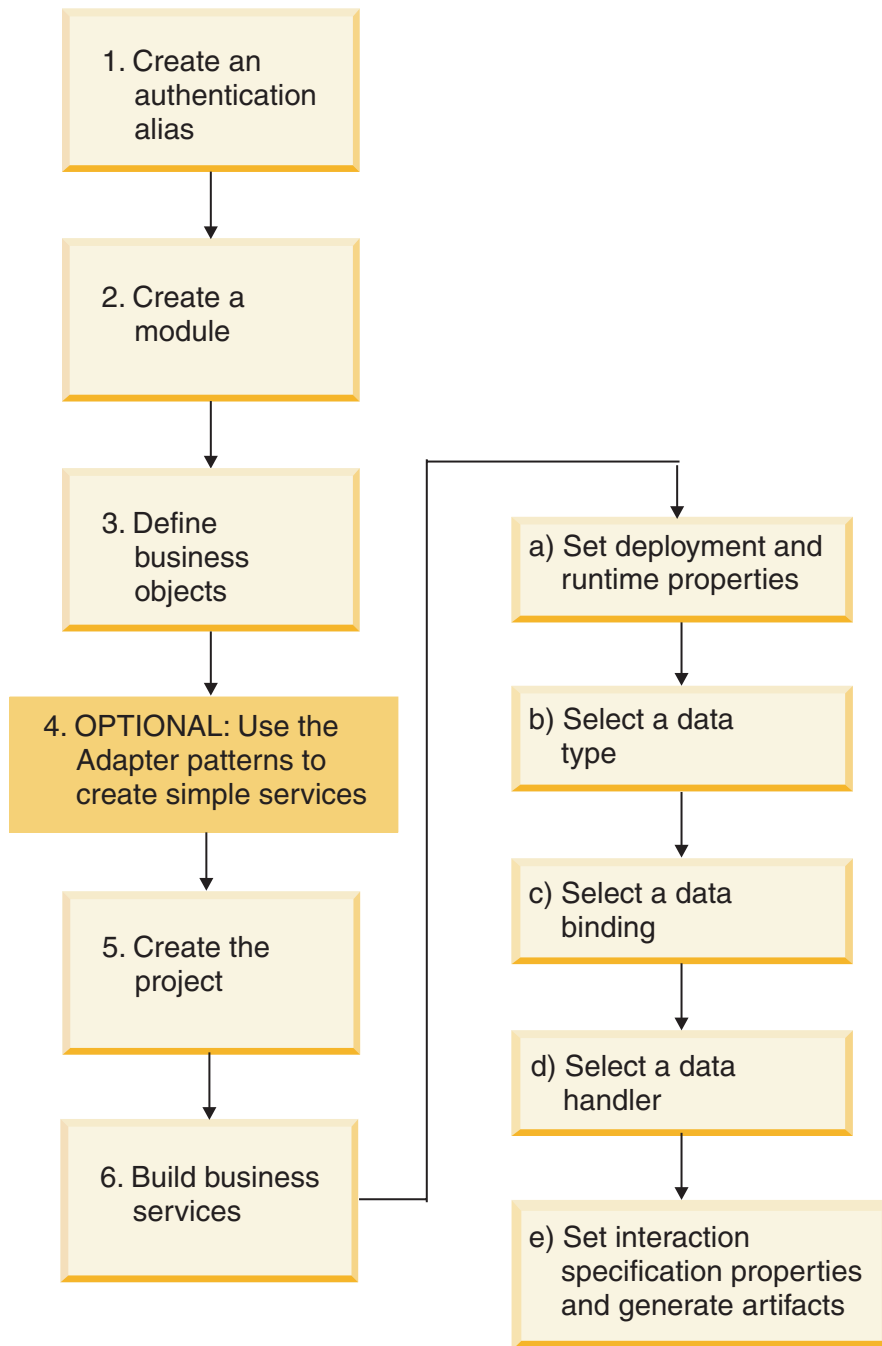 1. Create an
authentication
alias
2. Create a
module
3. Define
business
objects
4. OPTIONAL: Use the
Adapter patterns to
create simple services
5. Create the
project
6. Build business
services
a) Set deployment and
runtime properties
b) Select a data
type
c) Select a data
binding
d) Select a data
handler
e) Set interaction
specification properties
and generate artifacts